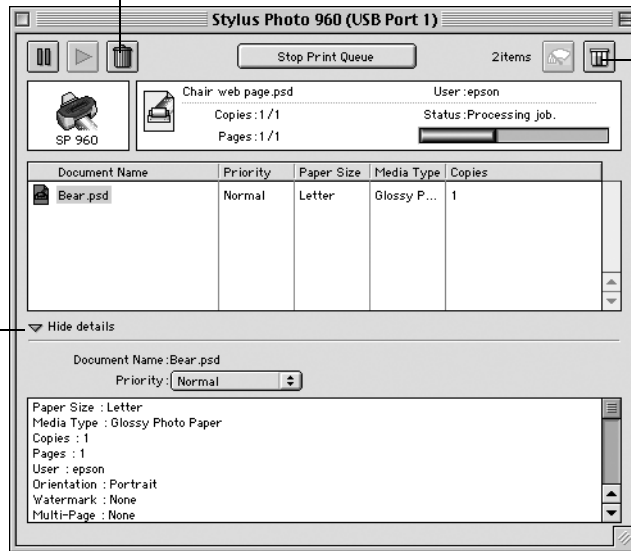 Stylus Photo 960 (USB Port 1)
Stop Print Queue
2items
SP 960
Chair web page.psd
User :epson
Copies :1/1
Status :Processing job.
Pages :1/1
Document Name Priority Paper Size Media Type Copies
Bear.psd Normal Letter Glossy P... 1
Hide details
Document Name :Bear.psd
Priority : Normal
Paper Size : Letter
Media Type : Glossy Photo Paper
Copies : 1
Pages : 1
User : epson
Orientation : Portrait
Watermark : None
Multi-Page : None